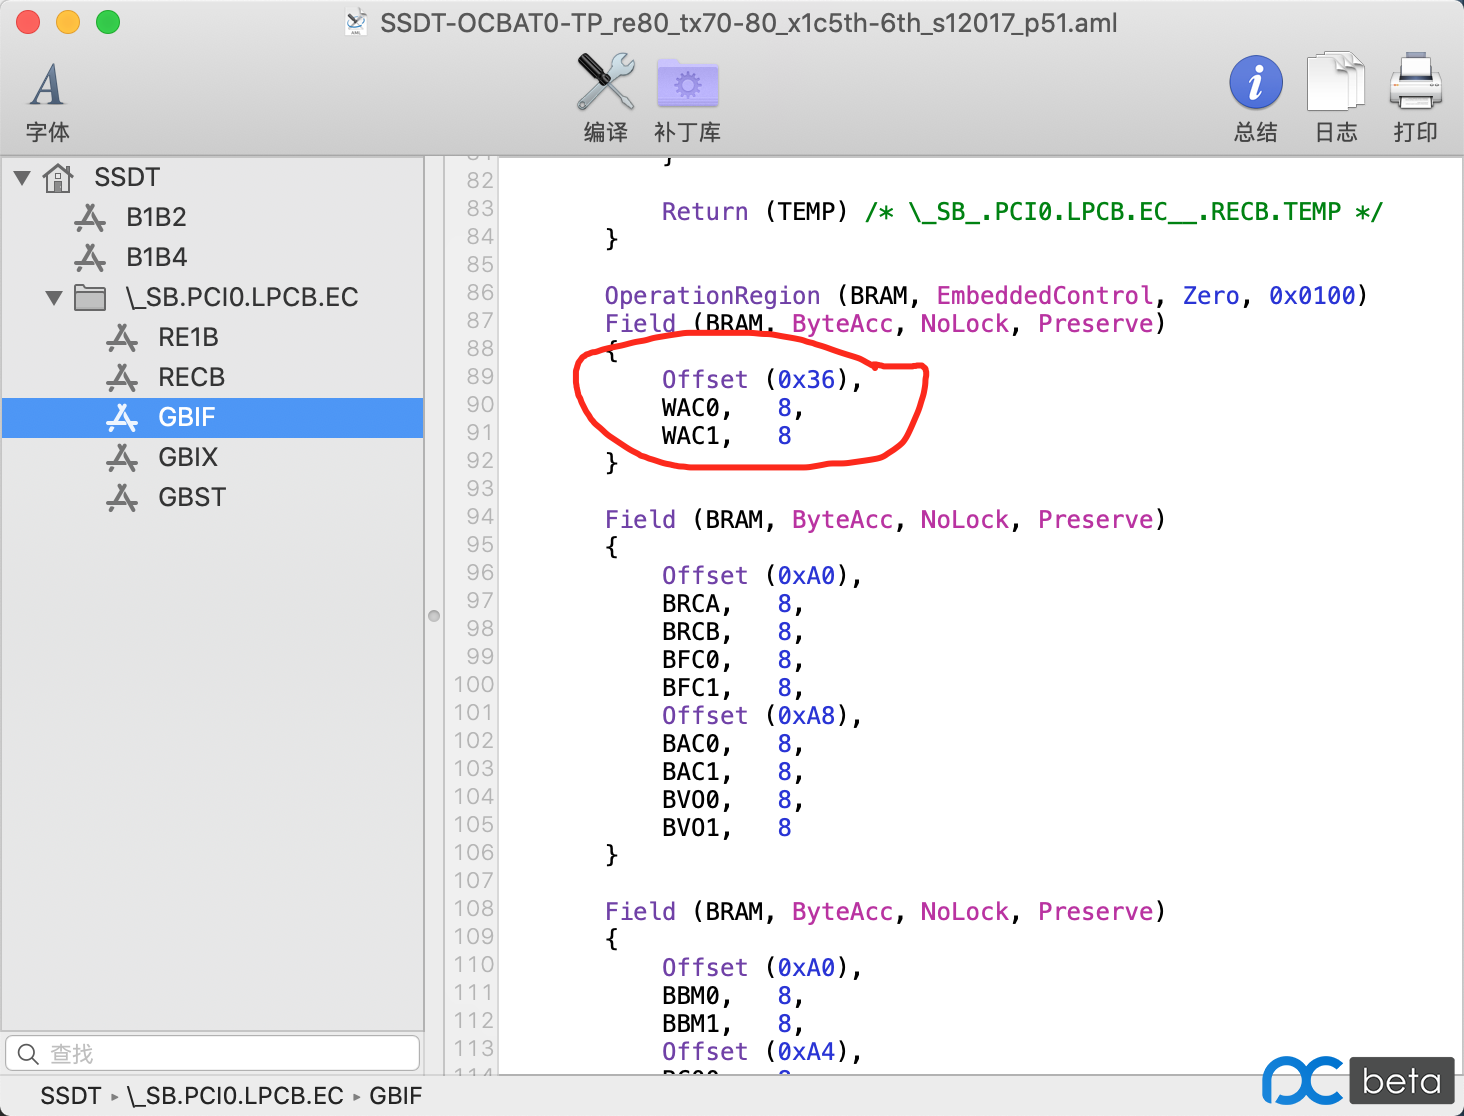 SSDT-OCBAT0-TP_re80_tx70-80_x1c5th-6th_s12017_p51.aml
字体
编译
补丁库
总结
日志
打印
SSDT
B1B2
B1B4
\_SB.PCI0.LPCB.EC
RE1B
RECB
GBIF
GBIX
GBST
查找
SSDT ▸ \_SB.PCI0.LPCB.EC ▸ GBIF
}
82
83 Return (TEMP) /* \_SB_.PCI0.LPCB.EC__.RECB.TEMP */
84 }
85
86 OperationRegion (BRAM, EmbeddedControl, Zero, 0x0100)
87 Field (BRAM, ByteAcc, NoLock, Preserve)
88 {
89 Offset (0x36),
90 WAC0, 8,
91 WAC1, 8
92 }
93
94 Field (BRAM, ByteAcc, NoLock, Preserve)
95 {
96 Offset (0xA0),
97 BRCA, 8,
98 BRCB, 8,
99 BFC0, 8,
100 BFC1, 8,
101 Offset (0xA8),
102 BAC0, 8,
103 BAC1, 8,
104 BVO0, 8,
105 BVO1, 8
106 }
107
108 Field (BRAM, ByteAcc, NoLock, Preserve)
109 {
110 Offset (0xA0),
111 BBM0, 8,
112 BBM1, 8,
113 Offset (0xA4),
pc beta